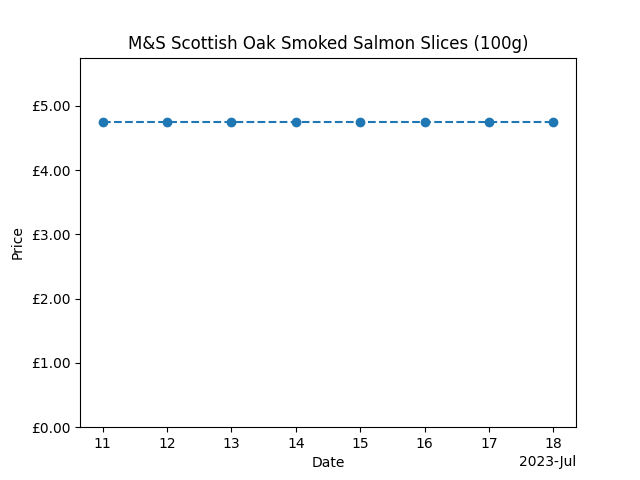 M&S Scottish Oak Smoked Salmon Slices (100g)
£5.00
£4.00
£3.00
£2.00
£1.00
£0.00
Price
11 12 13 14 15 16 17 18
Date
2023-Jul